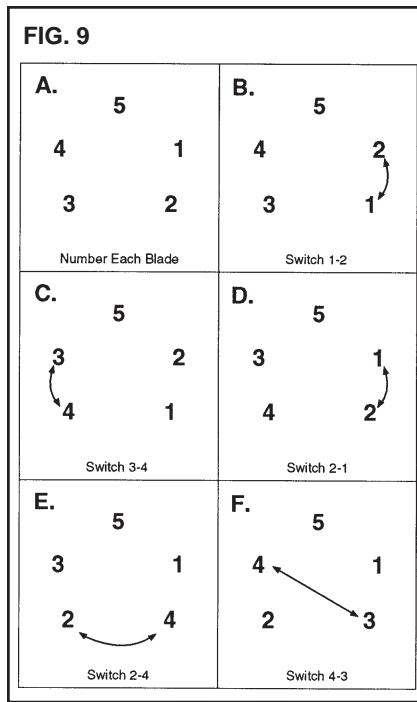 FIG. 9
A.
5
4 1
3 2
Number Each Blade
B.
5
4 2
3 1
Switch 1-2
C.
5
3 2
4 1
Switch 3-4
D.
5
3 1
4 2
Switch 2-1
E.
5
3 1
2 4
Switch 2-4
F.
5
4 1
2 3
Switch 4-3